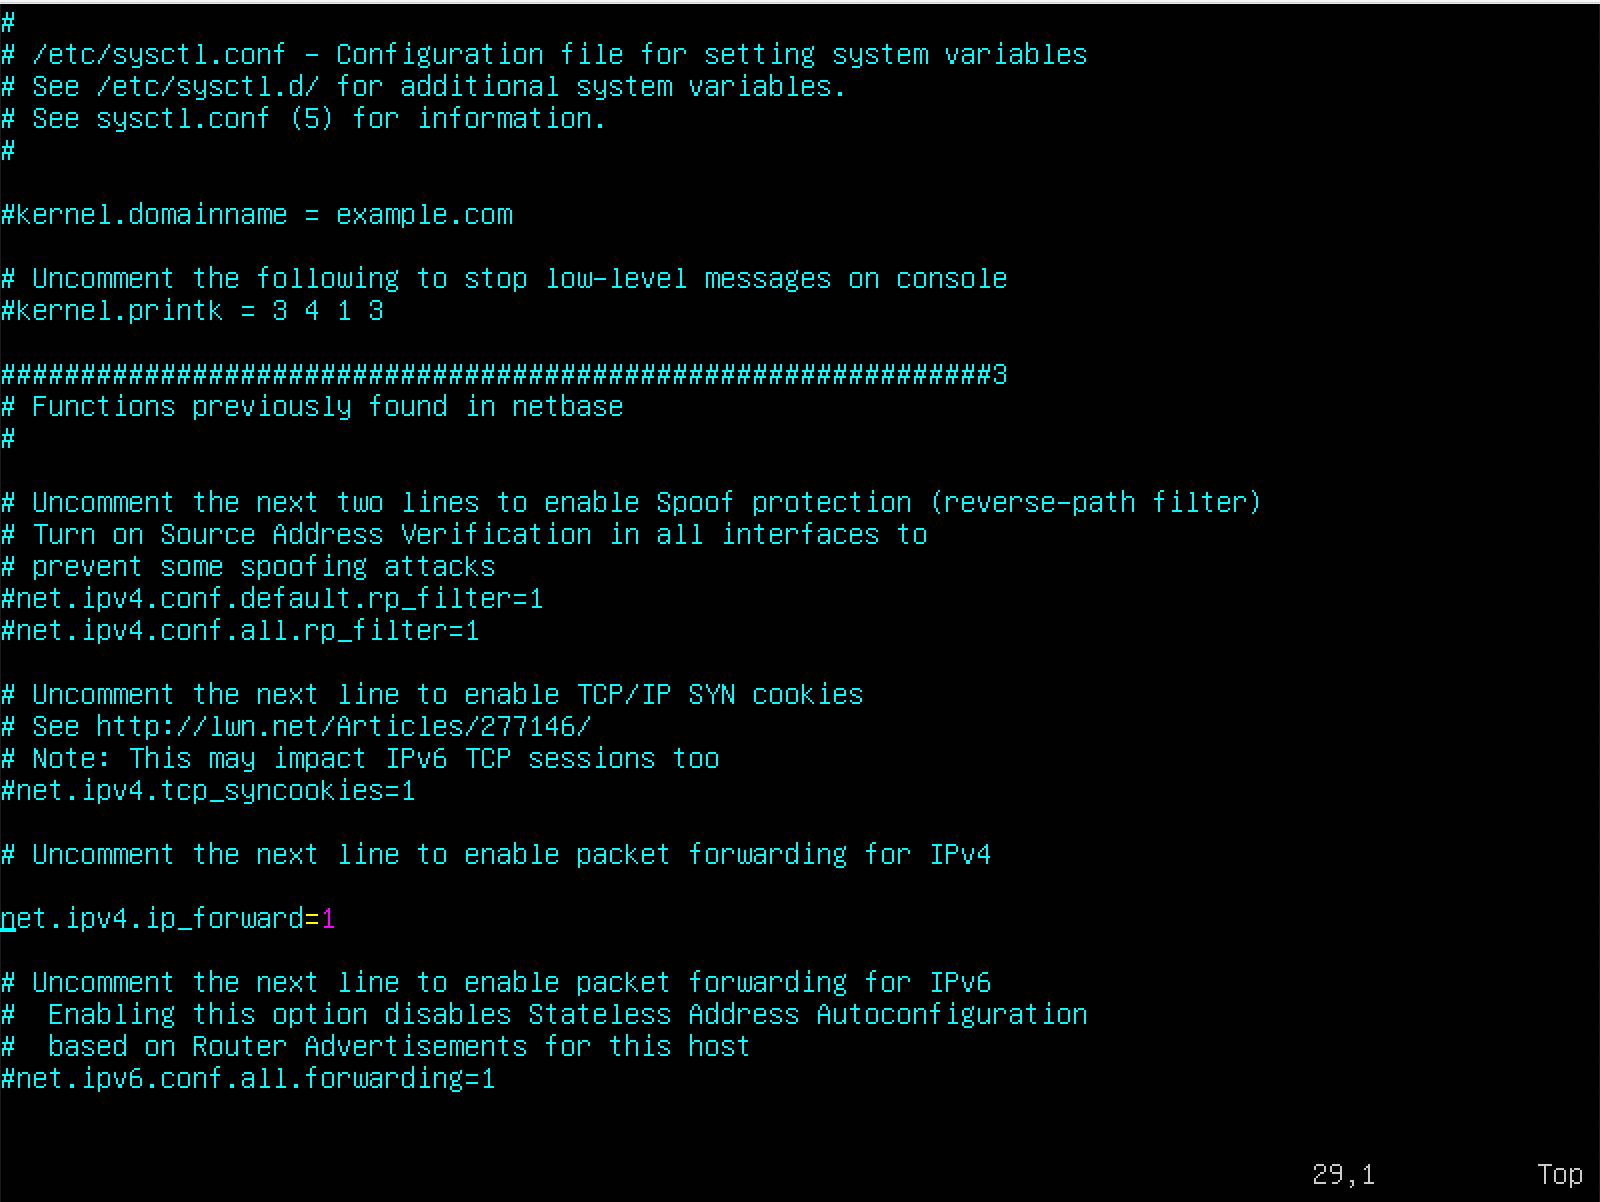 #
# /etc/sysctl.conf - Configuration file for setting system variables
# See /etc/sysctl.d/ for additional system variables.
# See sysctl.conf (5) for information.
#
#kernel.domainname = example.com
# Uncomment the following to stop low-level messages on console
#kernel.printk = 3 4 1 3
##############################################################3
# Functions previously found in netbase
#
# Uncomment the next two lines to enable Spoof protection (reverse-path filter)
# Turn on Source Address Verification in all interfaces to
# prevent some spoofing attacks
#net.ipv4.conf.default.rp_filter=1
#net.ipv4.conf.all.rp_filter=1
# Uncomment the next line to enable TCP/IP SYN cookies
# See http://lwn.net/Articles/277146/
# Note: This may impact IPv6 TCP sessions too
#net.ipv4.tcp_syncookies=1
# Uncomment the next line to enable packet forwarding for IPv4
net.ipv4.ip_forward=1
# Uncomment the next line to enable packet forwarding for IPv6
#  Enabling this option disables Stateless Address Autoconfiguration
#  based on Router Advertisements for this host
#net.ipv6.conf.all.forwarding=1
29,1 Top